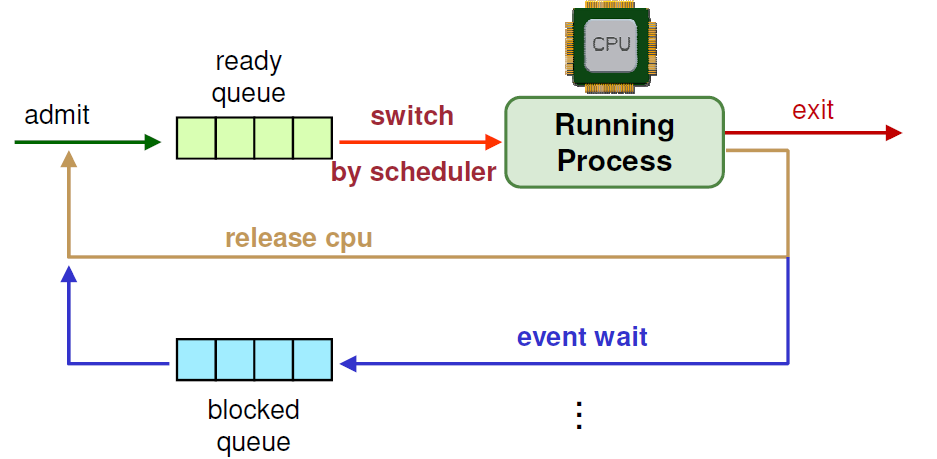 CPU
ready
queue
admit
switch
by scheduler
Running
Process
exit
release cpu
event wait
blocked
queue
⋮